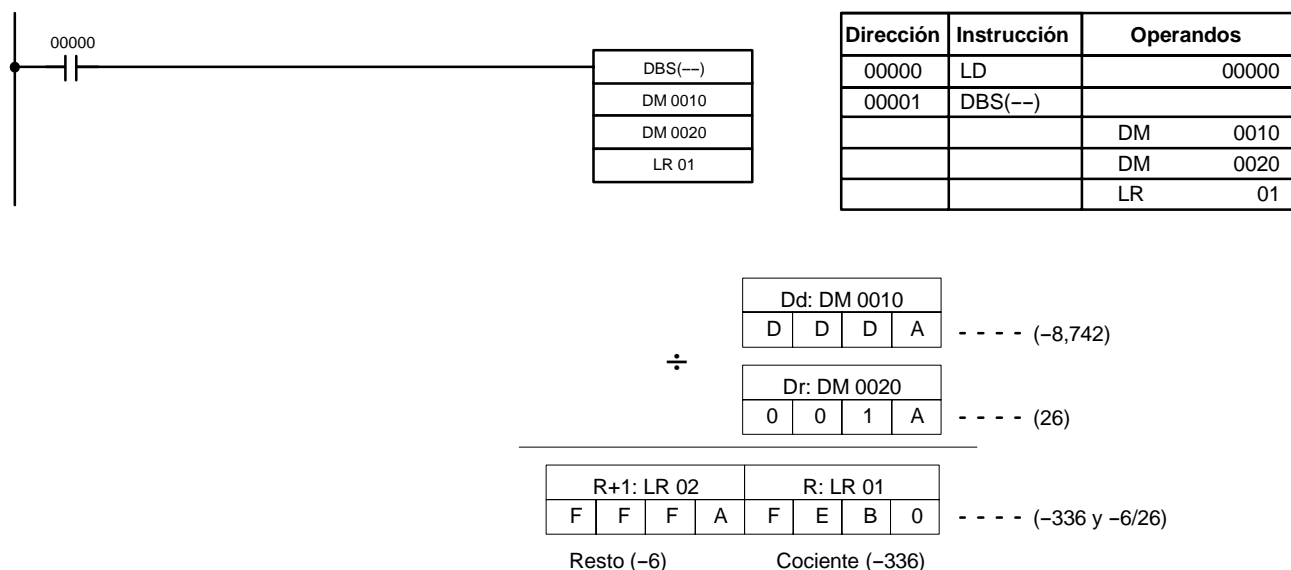 00000
DBS(−−)
DM 0010
DM 0020
LR 01
Dirección Instrucción Operandos
00000 LD 00000
00001 DBS(−−)
DM 0010
DM 0020
LR 01
Dd: DM 0010
D D D A - - - - (−8,742)
÷
Dr: DM 0020
0 0 1 A - - - - (26)
R+1: LR 02 R: LR 01
F F F A F E B 0 - - - - (−336 y −6/26)
Resto (−6) Cociente (−336)